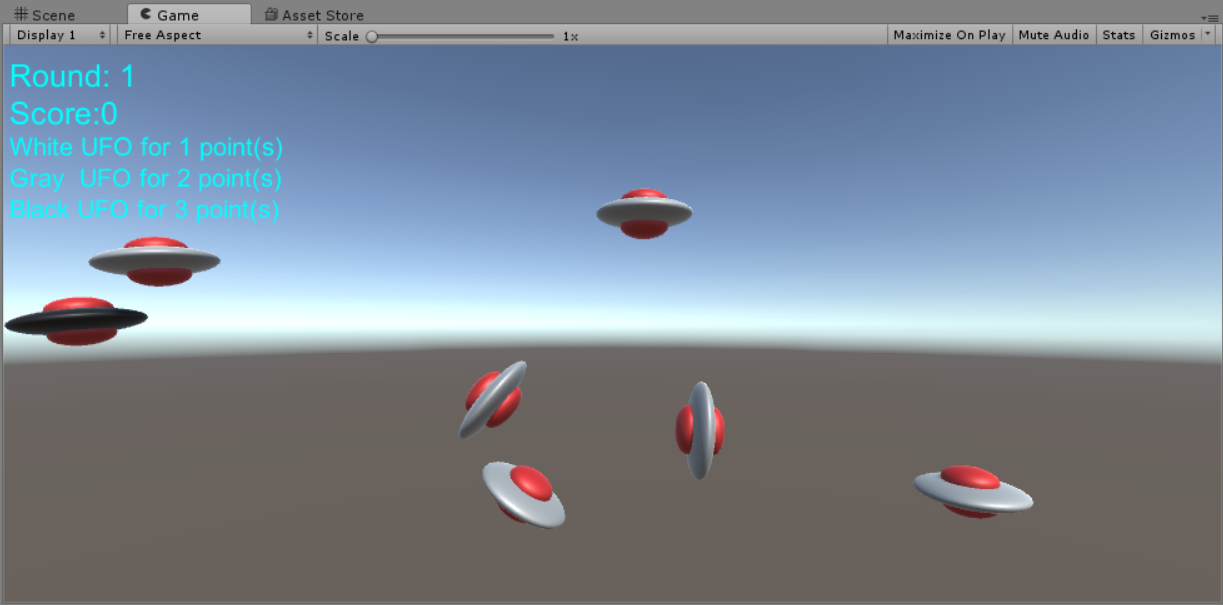 Scene Game Asset Store
Display 1 Free Aspect Scale 1x Maximize On Play Mute Audio Stats Gizmos
Round: 1
Score:0
White UFO for 1 point(s)
Gray  UFO for 2 point(s)
Black UFO for 3 point(s)